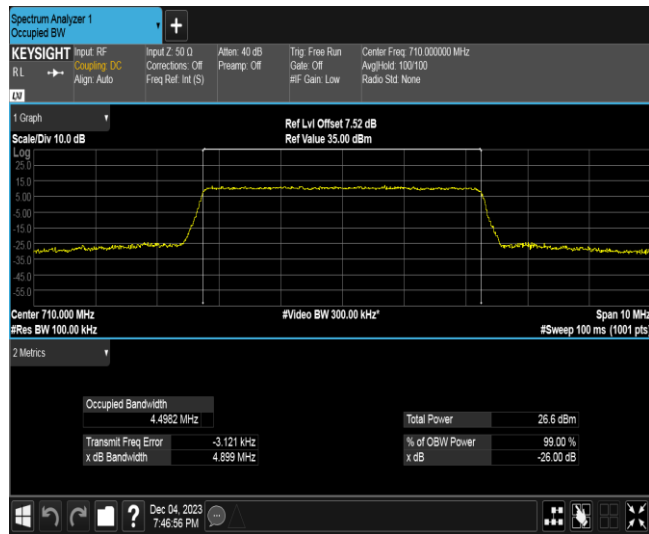 Spectrum Analyzer 1
Occupied BW
+
KEYSIGHT
RL
LXI
Input: RF
Coupling: DC
Align: Auto
Input Z: 50 Ω
Corrections: Off
Freq Ref: Int (S)
Atten: 40 dB
Preamp: Off
Trig: Free Run
Gate: Off
#IF Gain: Low
Center Freq: 710.000000 MHz
Avg|Hold: 100/100
Radio Std: None
1 Graph
Scale/Div 10.0 dB
Ref Lvl Offset 7.52 dB
Ref Value 35.00 dBm
Log
25.0
15.0
5.00
-5.00
-15.0
-25.0
-35.0
-45.0
-55.0
Center 710.000 MHz
#Res BW 100.00 kHz
#Video BW 300.00 kHz*
Span 10 MHz
#Sweep 100 ms (1001 pts)
2 Metrics
Occupied Bandwidth
4.4982 MHz
Transmit Freq Error -3.121 kHz
x dB Bandwidth 4.899 MHz
Total Power 26.6 dBm
% of OBW Power 99.00 %
x dB -26.00 dB
?
Dec 04, 2023
7:46:56 PM